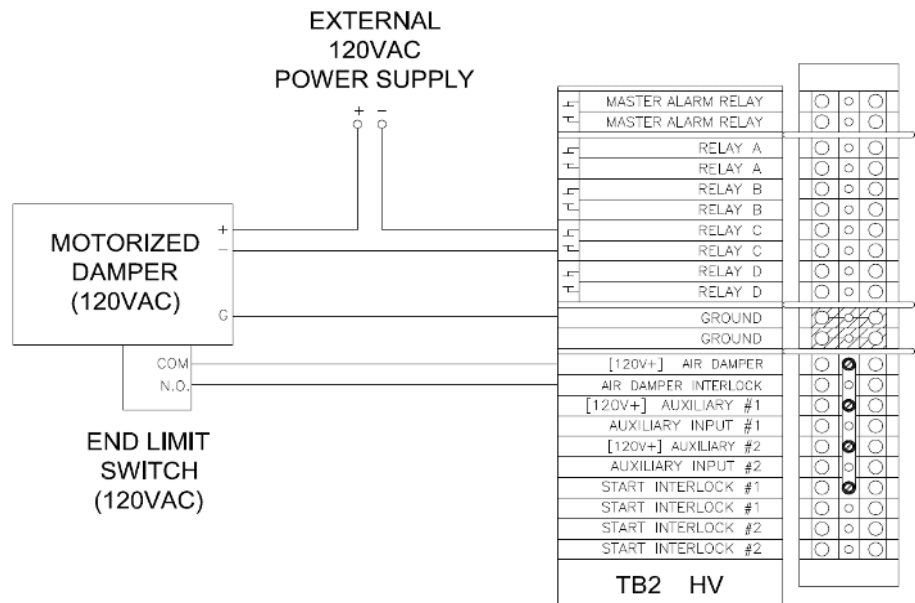 EXTERNAL
120VAC
POWER SUPPLY
+ −
MOTORIZED
DAMPER
(120VAC)
+
−
G
COM
N.O.
END LIMIT
SWITCH
(120VAC)
MASTER ALARM RELAY
MASTER ALARM RELAY
RELAY A
RELAY A
RELAY B
RELAY B
RELAY C
RELAY C
RELAY D
RELAY D
GROUND
GROUND
[120V+] AIR DAMPER
AIR DAMPER INTERLOCK
[120V+] AUXILIARY #1
AUXILIARY INPUT #1
[120V+] AUXILIARY #2
AUXILIARY INPUT #2
START INTERLOCK #1
START INTERLOCK #1
START INTERLOCK #2
START INTERLOCK #2
TB2 HV